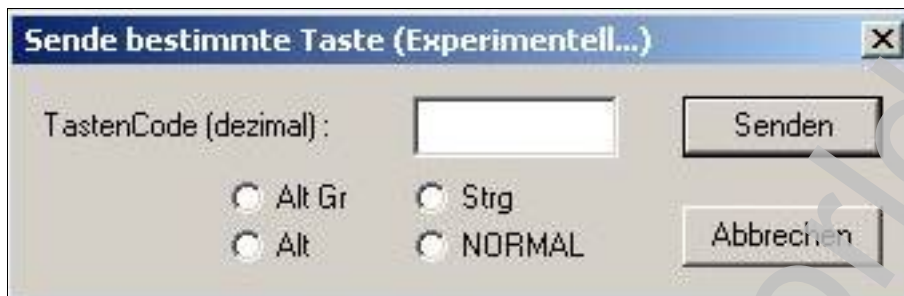 Sende bestimmte Taste (Experimentell...)
TastenCode (dezimal) :
Senden
Alt Gr
Strg
Alt
NORMAL
Abbrechen